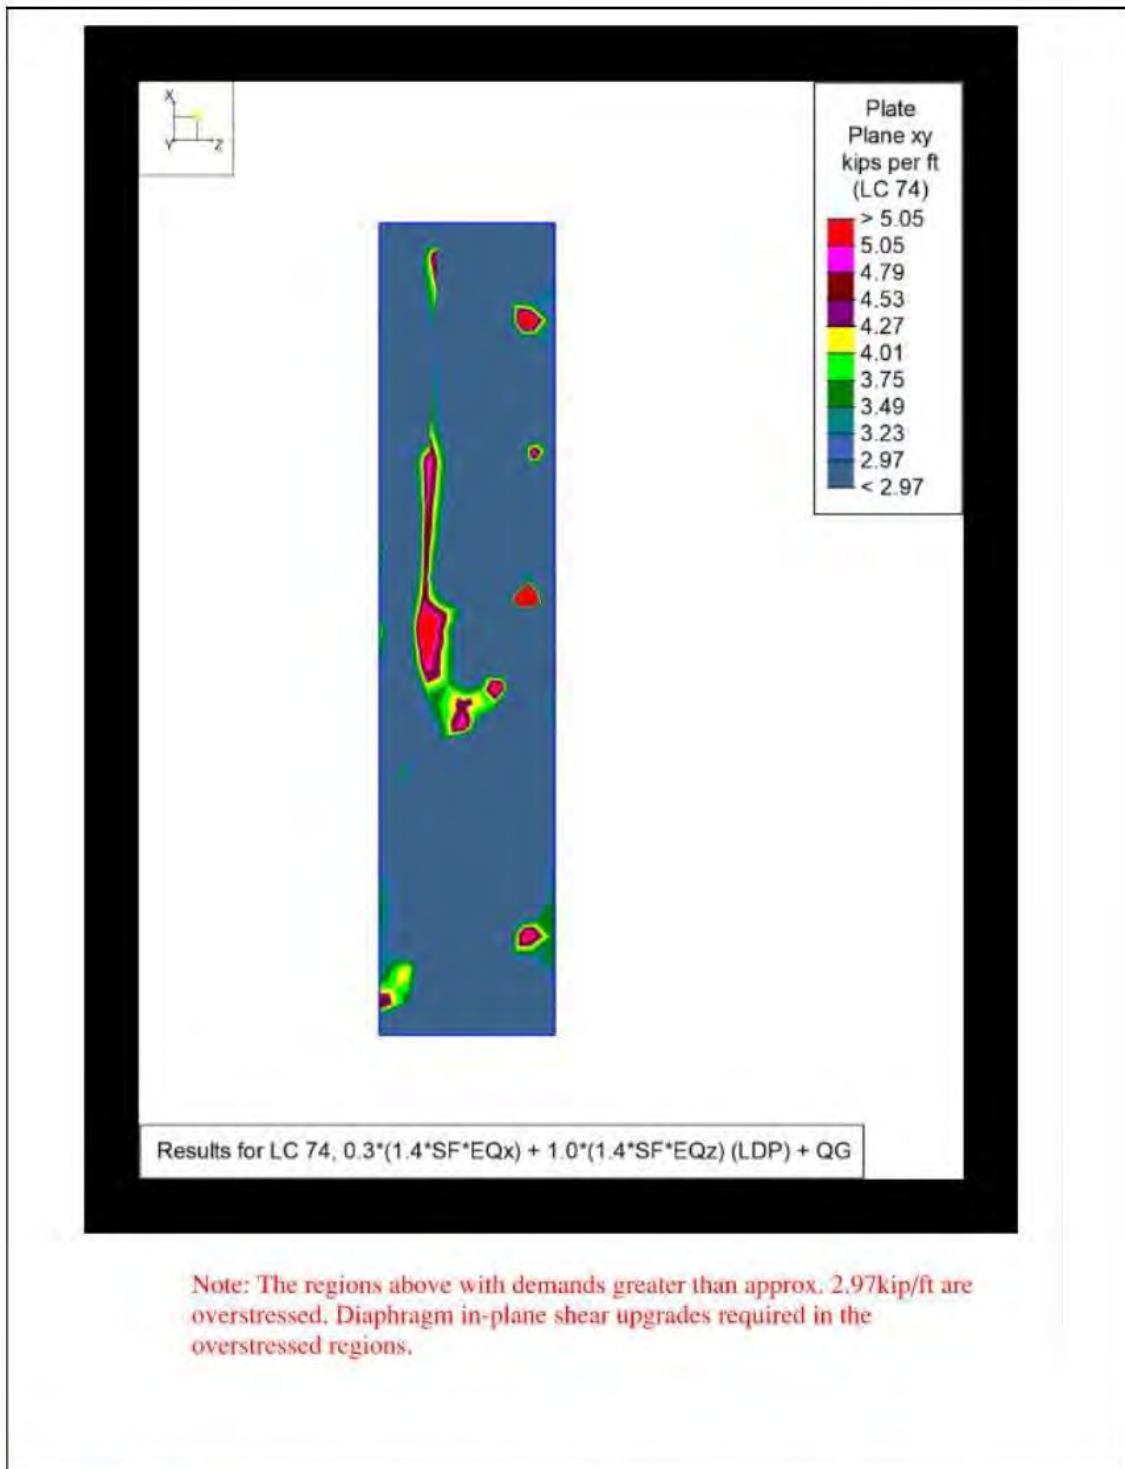 X
Y
Z
Plate
Plane xy
kips per ft
(LC 74)
> 5.05
5.05
4.79
4.53
4.27
4.01
3.75
3.49
3.23
2.97
< 2.97
Results for LC 74, 0.3*(1.4*SF*EQx) + 1.0*(1.4*SF*EQz) (LDP) + QG
Note: The regions above with demands greater than approx. 2.97kip/ft are
overstressed. Diaphragm in-plane shear upgrades required in the
overstressed regions.